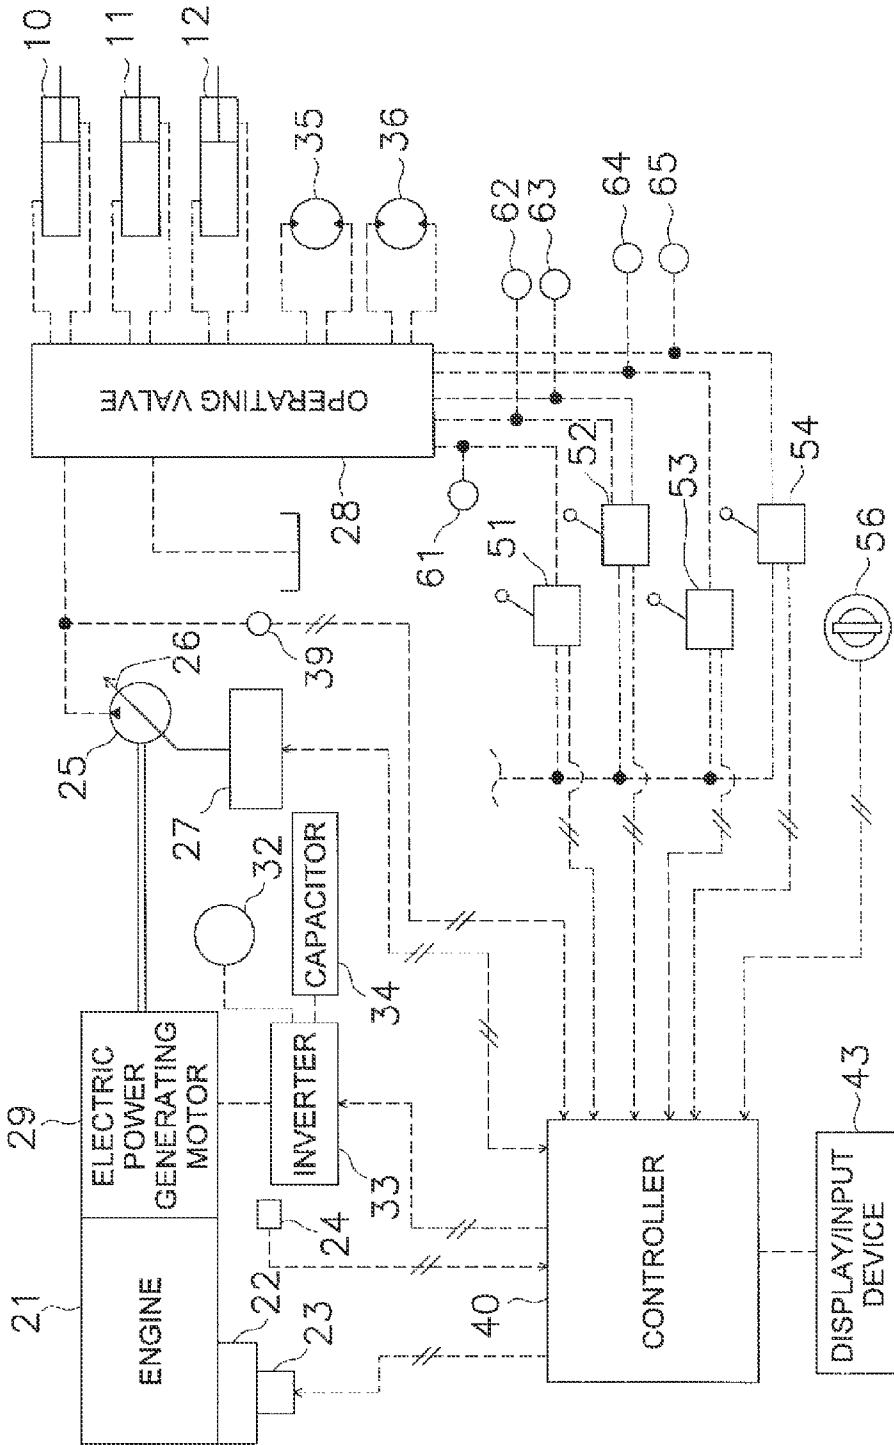 29
ELECTRIC
POWER
GENERATING
MOTOR
21
ENGINE
22
23
24
33
INVERTER
34
CAPACITOR
32
25
26
27
39
28
OPERATING VALVE
10
11
12
35
36
61
62
63
64
65
51
52
53
54
56
40
CONTROLLER
43
DISPLAY/INPUT
DEVICE